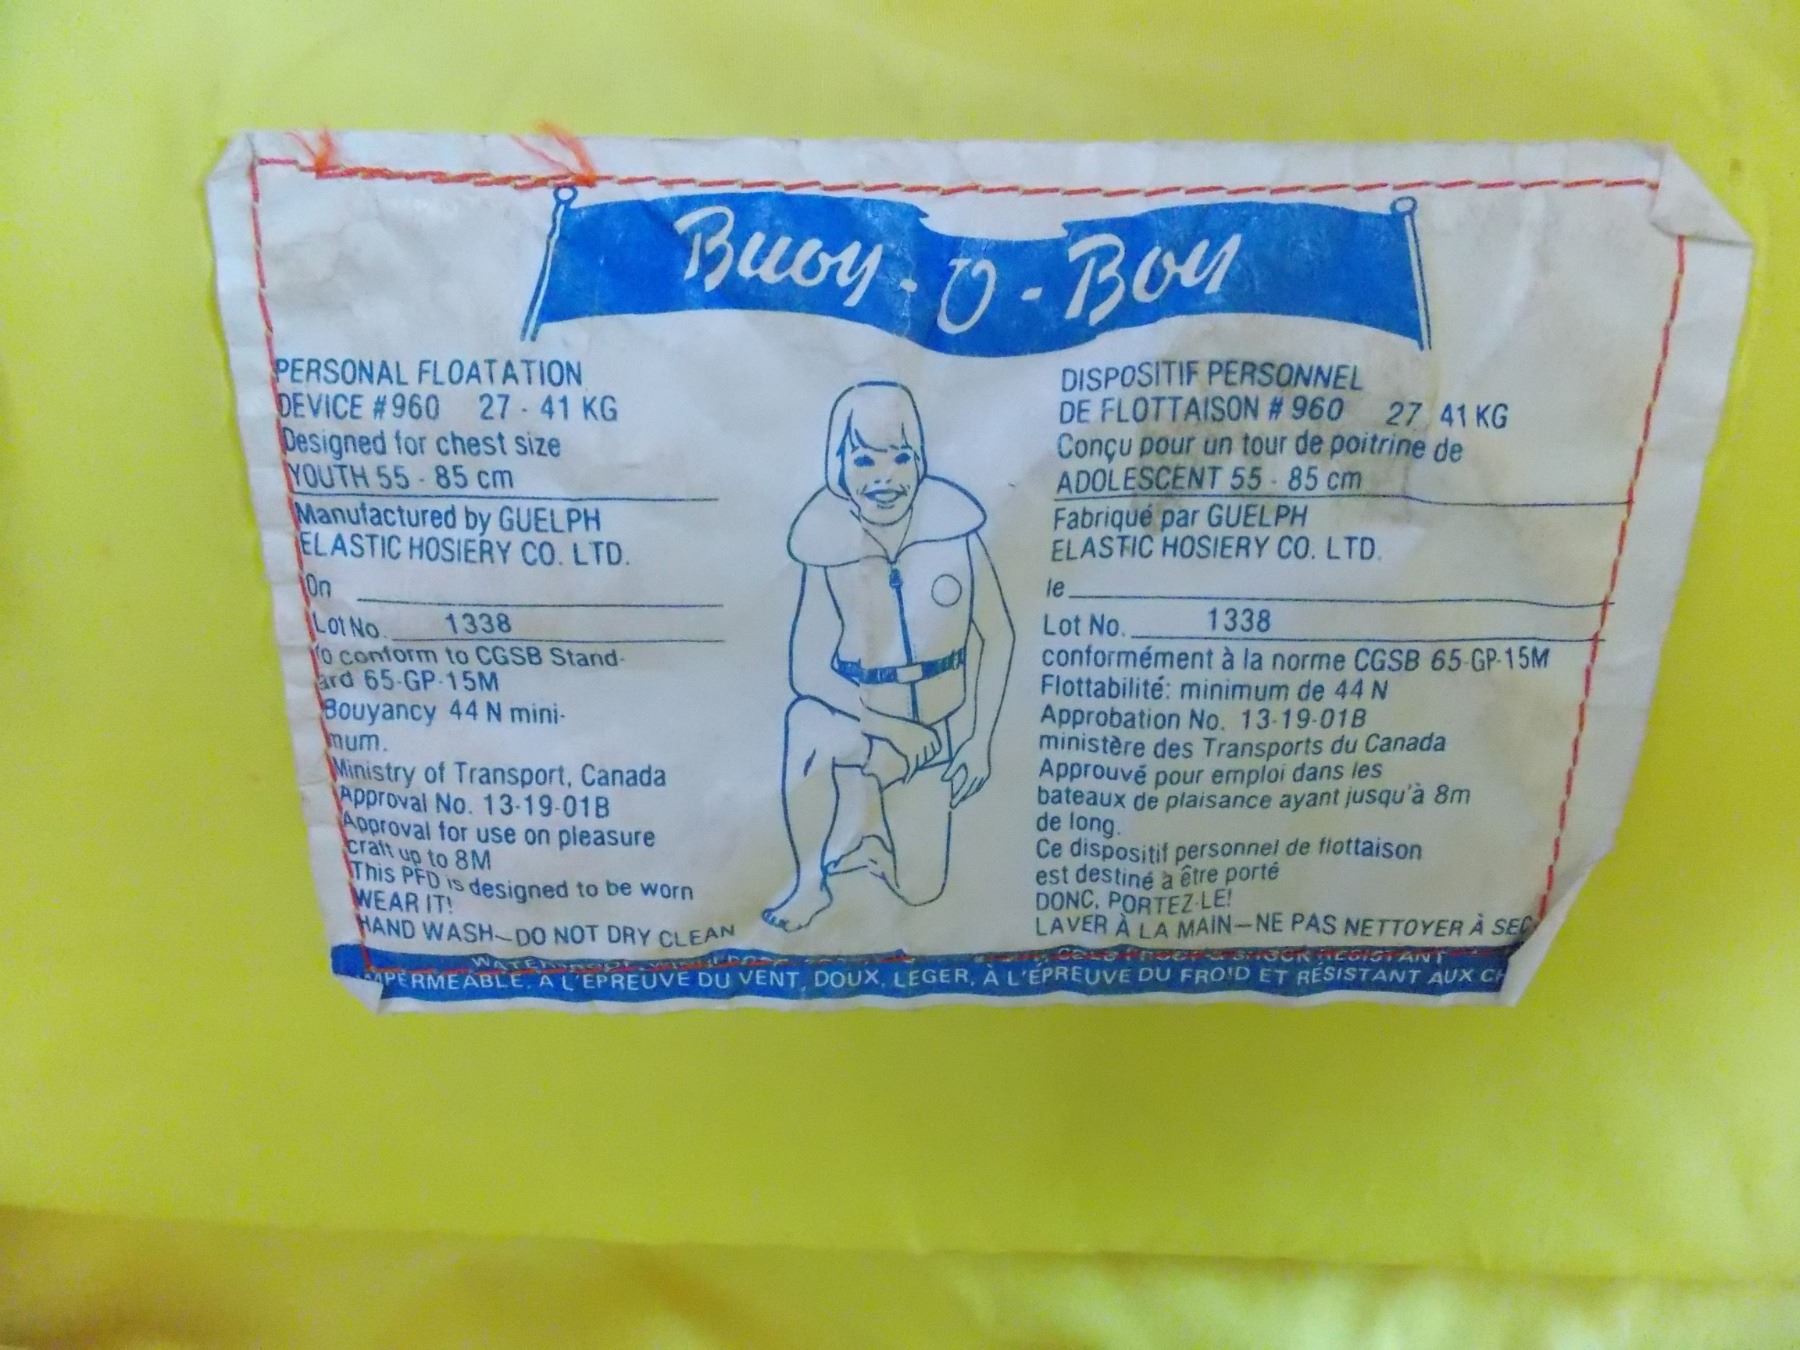 Buoy-O-Boy
PERSONAL FLOATATION
DEVICE #960 27 - 41 KG
Designed for chest size
YOUTH 55 - 85 cm
Manufactured by GUELPH
ELASTIC HOSIERY CO. LTD.
On
Lot No. 1338
To conform to CGSB Stand-
ard 65-GP-15M
Bouyancy 44 N mini-
mum.
Ministry of Transport, Canada
Approval No. 13-19-01B
Approval for use on pleasure
craft up to 8M
This PFD is designed to be worn
WEAR IT!
HAND WASH—DO NOT DRY CLEAN
DISPOSITIF PERSONNEL
DE FLOTTAISON # 960 27 41 KG
Conçu pour un tour de poitrine de
ADOLESCENT 55 - 85 cm
Fabriqué par GUELPH
ELASTIC HOSIERY CO. LTD.
le
Lot No. 1338
conformément à la norme CGSB 65-GP-15M
Flottabilité: minimum de 44 N
Approbation No. 13-19-01B
ministère des Transports du Canada
Approuvé pour emploi dans les
bateaux de plaisance ayant jusqu'à 8m
de long.
Ce dispositif personnel de flottaison
est destiné à être porté
DONC, PORTEZ-LE!
LAVER À LA MAIN—NE PAS NETTOYER À SEC
RESISTANT
IMPERMEABLE, A L'EPREUVE DU VENT, DOUX, LEGER, À L'ÉPREUVE DU FROID ET RÉSISTANT AUX CH